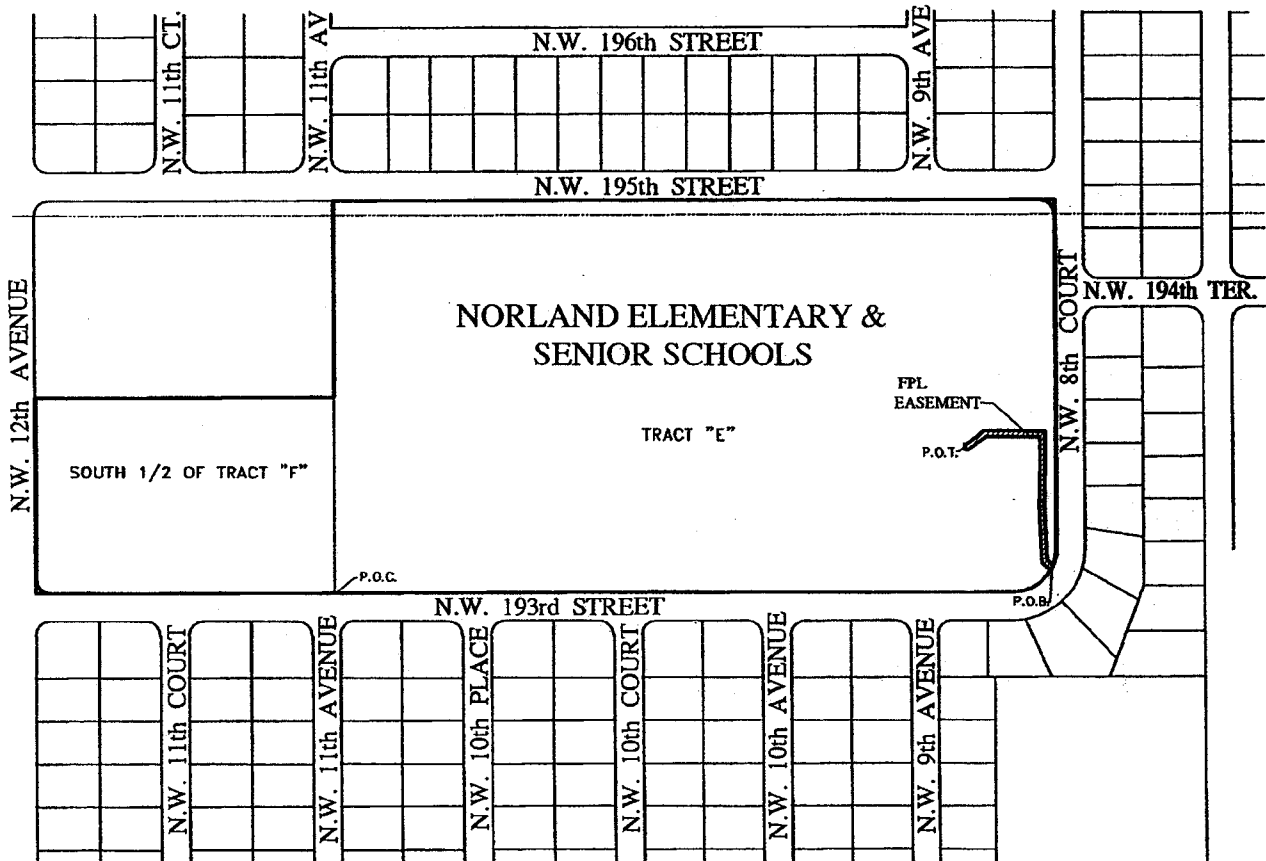 N.W. 11th CT.
N.W. 11th AV
N.W. 196th STREET
N.W. 9th AVE
N.W. 195th STREET
N.W. 12th AVENUE
NORLAND ELEMENTARY &
SENIOR SCHOOLS
N.W. 8th COURT
N.W. 194th TER.
FPL
EASEMENT
TRACT "E"
P.O.T.
SOUTH 1/2 OF TRACT "F"
P.O.C.
P.O.B.
N.W. 193rd STREET
N.W. 11th COURT
N.W. 11th AVENUE
N.W. 10th PLACE
N.W. 10th COURT
N.W. 10th AVENUE
N.W. 9th AVENUE